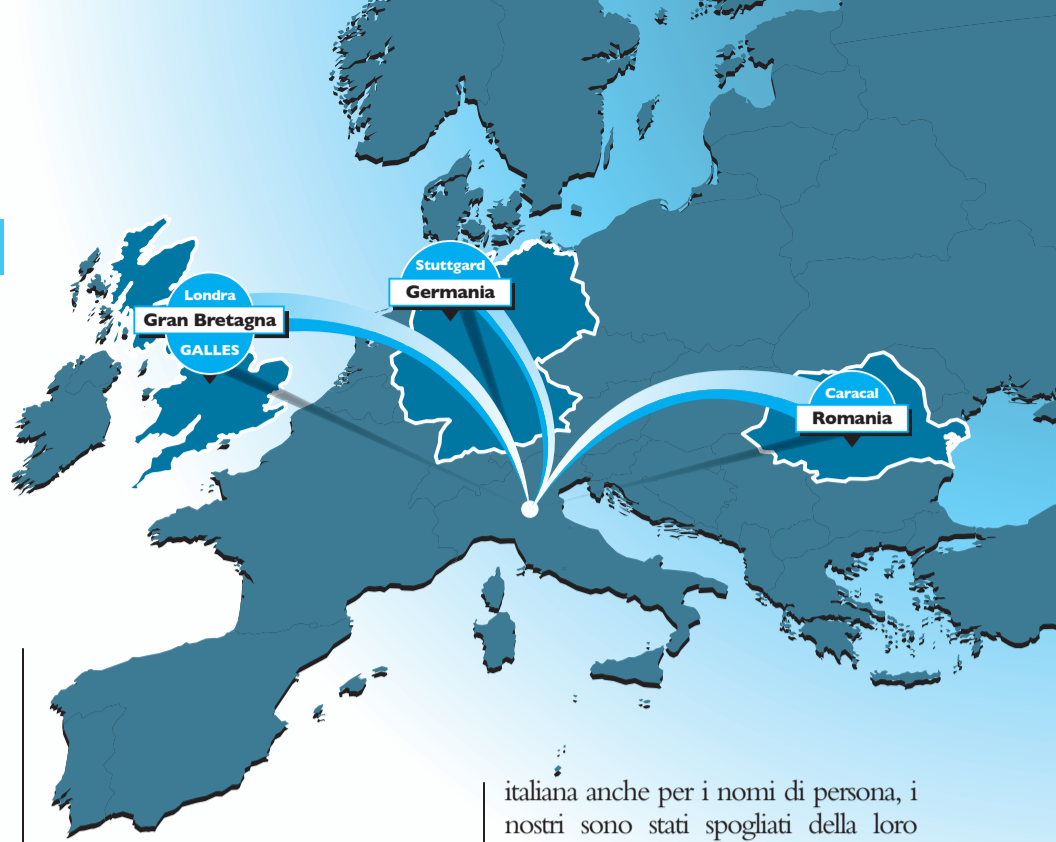 Stuttgard
Germania
Londra
Gran Bretagna
GALLES
Caracal
Romania
italiana anche per i nomi di persona, i
nostri sono stati spogliati della loro